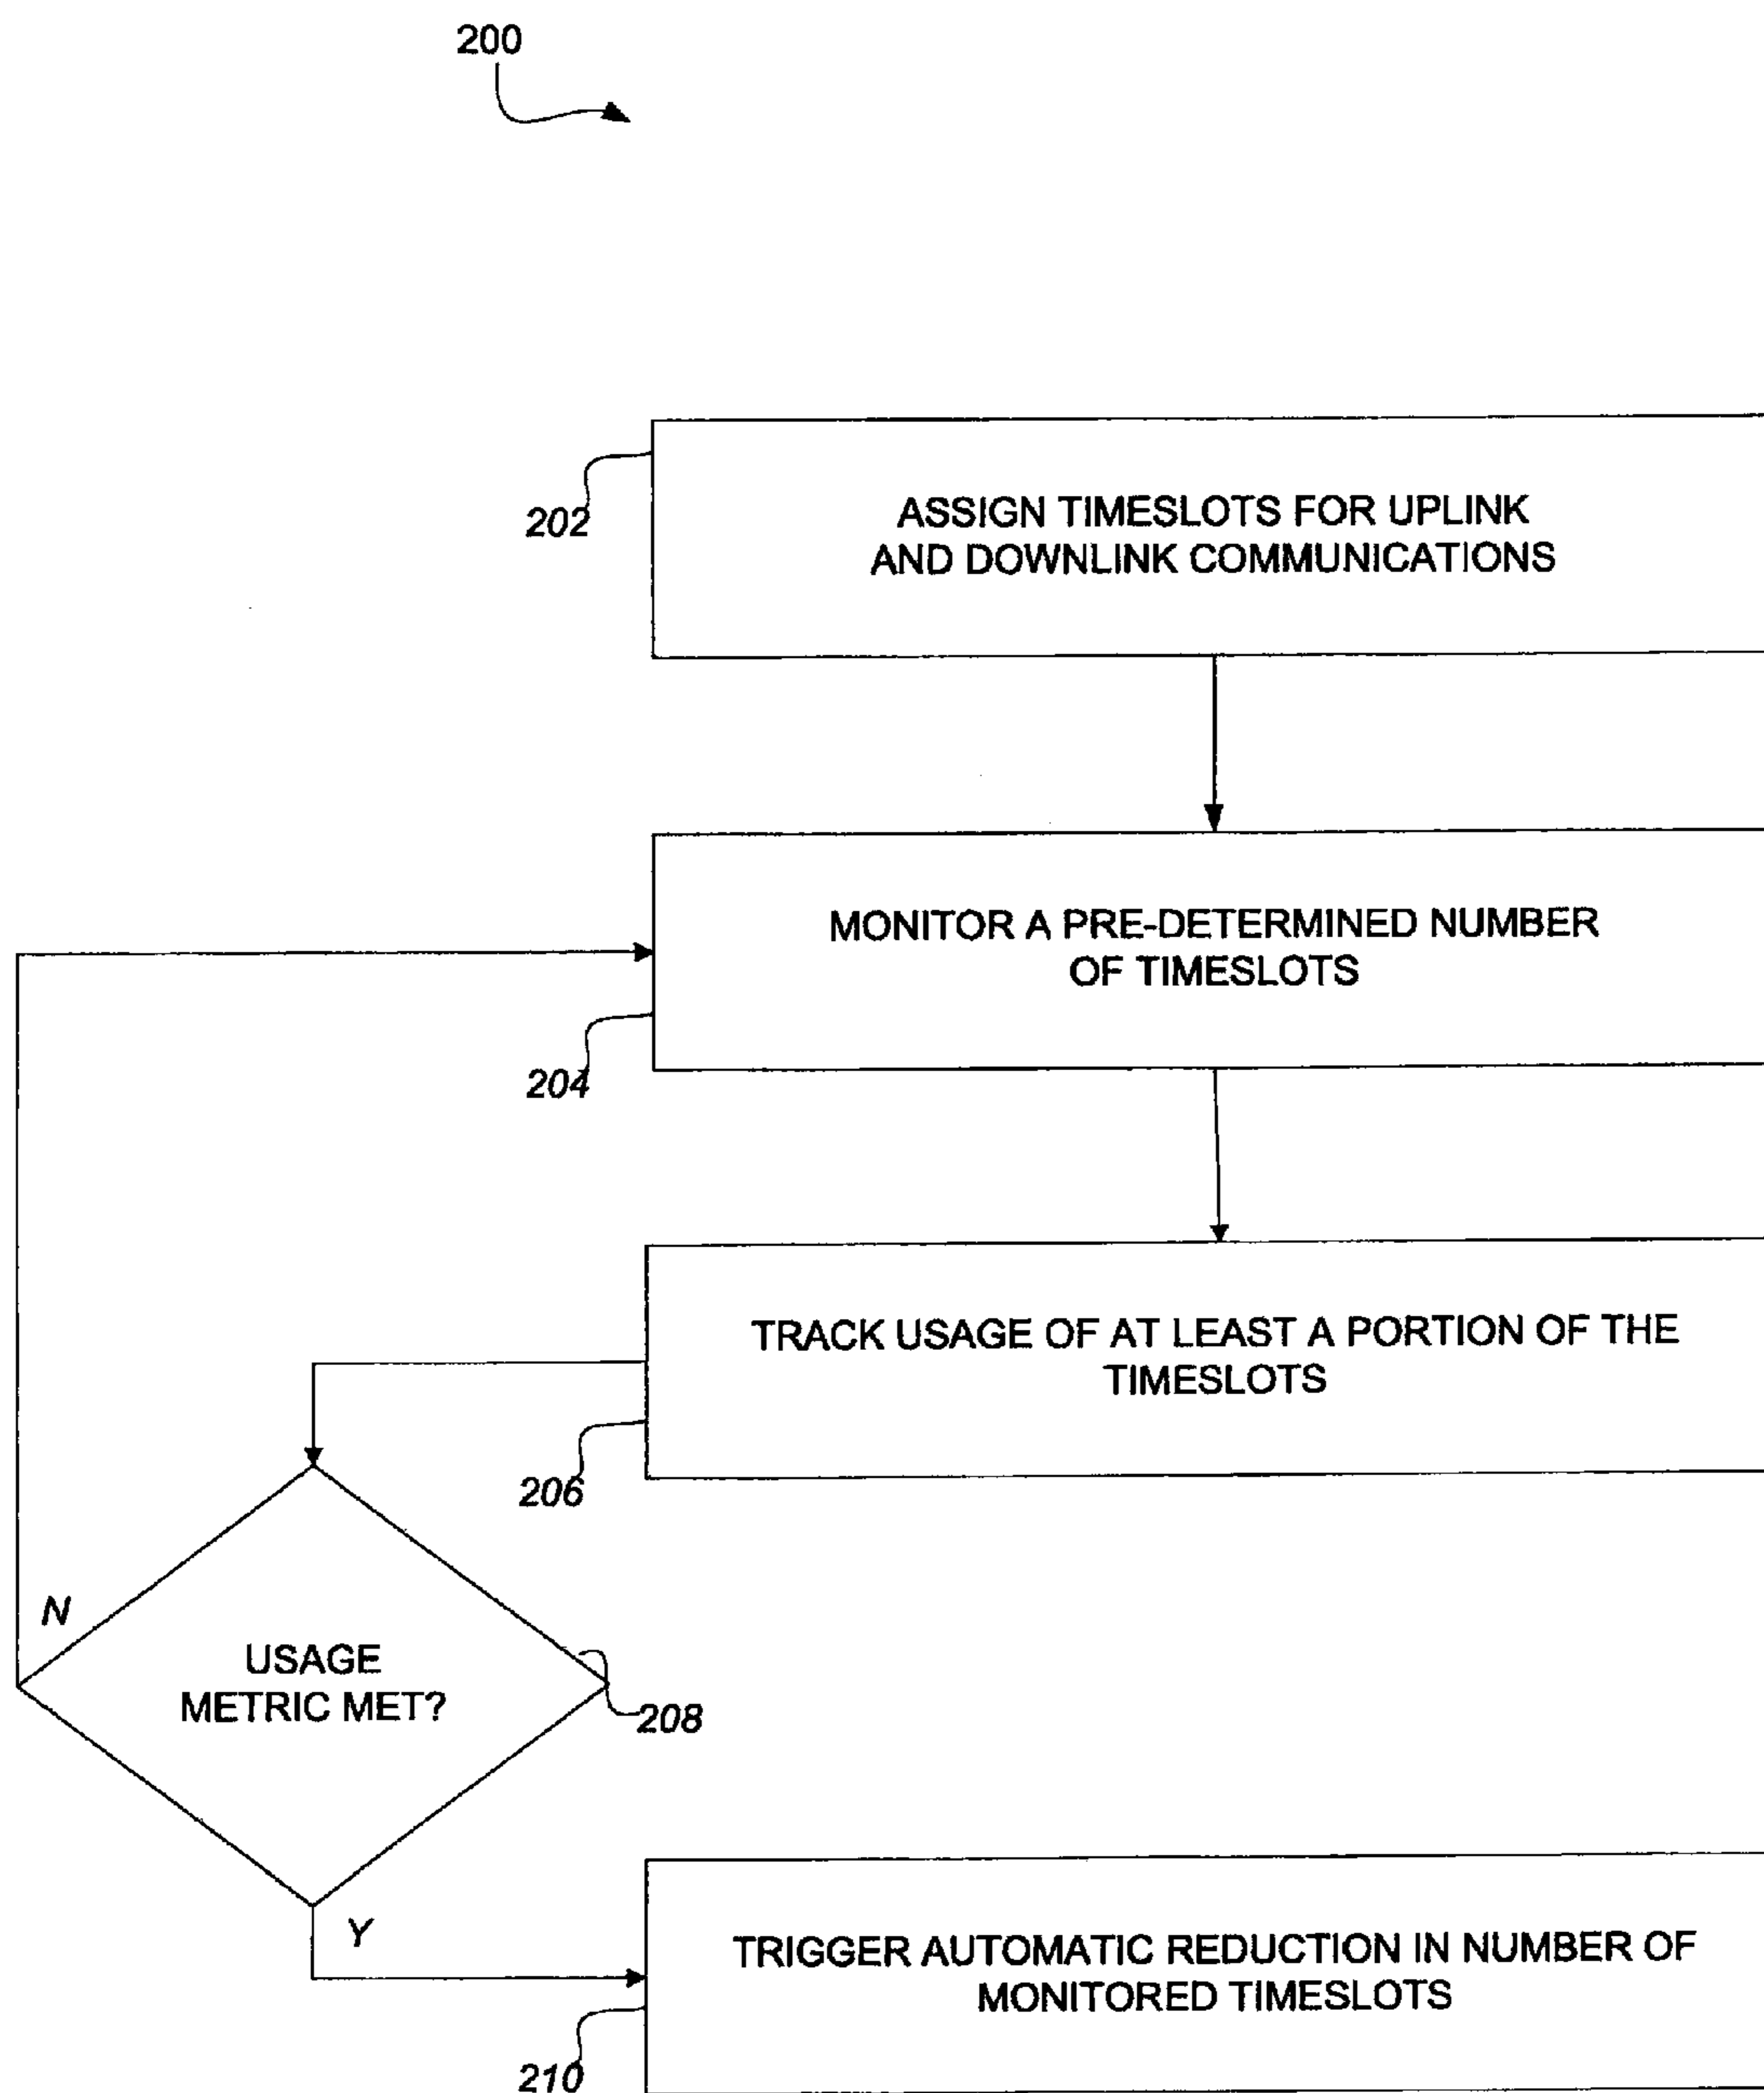 200
ASSIGN TIMESLOTS FOR UPLINK
AND DOWNLINK COMMUNICATIONS
202
MONITOR A PRE-DETERMINED NUMBER
OF TIMESLOTS
204
TRACK USAGE OF AT LEAST A PORTION OF THE
TIMESLOTS
206
N
USAGE
METRIC MET?
208
Y
TRIGGER AUTOMATIC REDUCTION IN NUMBER OF
MONITORED TIMESLOTS
210